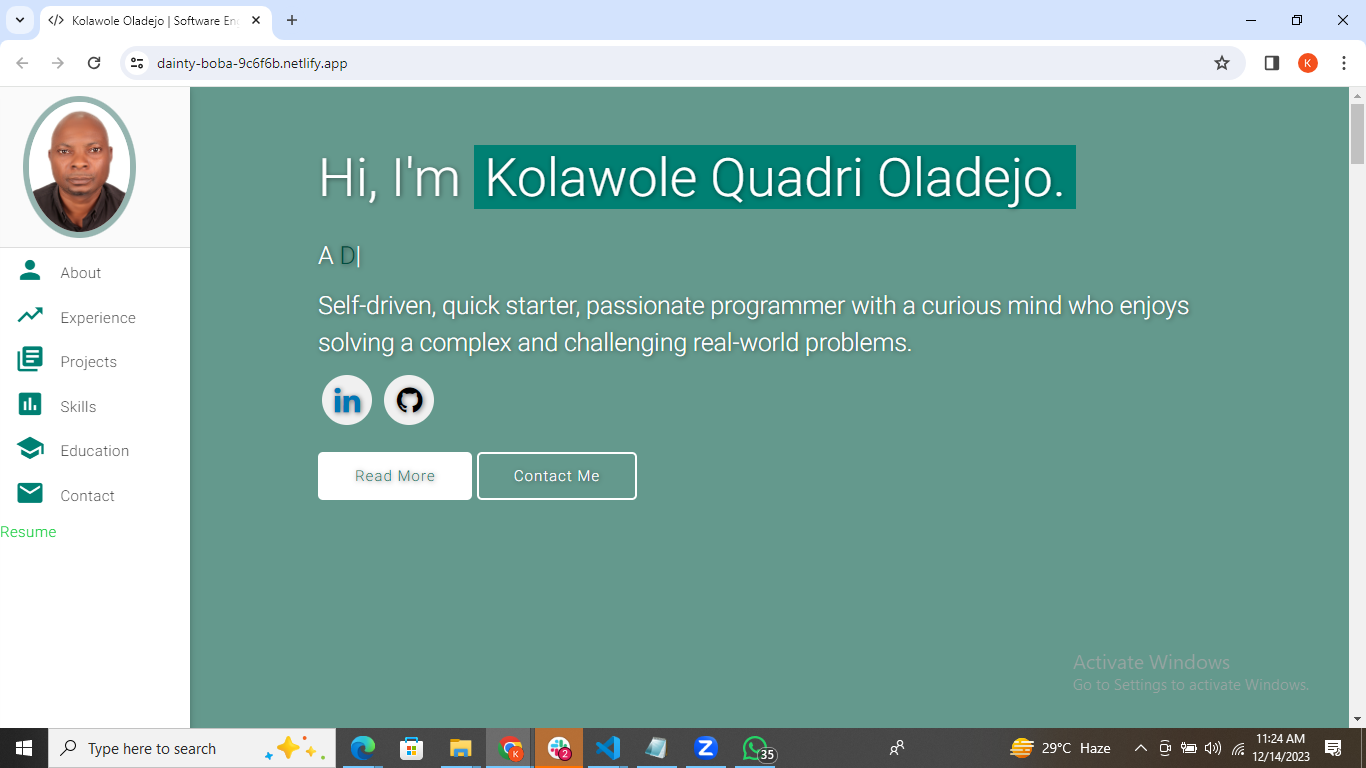 Kolawole Oladejo | Software Eng
dainty-boba-9c6f6b.netlify.app
K
Hi, I'm Kolawole Quadri Oladejo.
A D|
Self-driven, quick starter, passionate programmer with a curious mind who enjoys
solving a complex and challenging real-world problems.
in
Read More
Contact Me
About
Experience
Projects
Skills
Education
Contact
Resume
Activate Windows
Go to Settings to activate Windows.
Type here to search
K
2
Z
35
29°C Haze
11:24 AM
12/14/2023